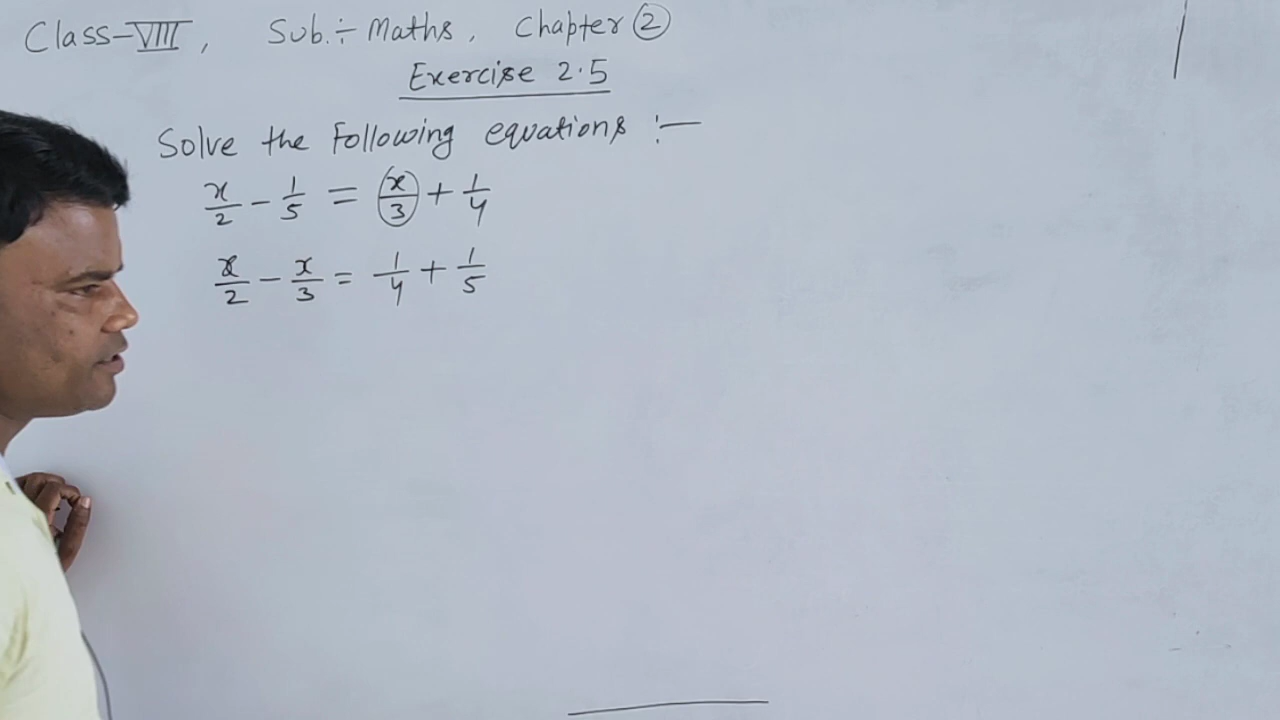 Class-VIII, Sub.÷ Maths, Chapter 2
Exercise 2.5
Solve the Following equations :—
x/2 - 1/5 = x/3 + 1/4
x/2 - x/3 = 1/4 + 1/5